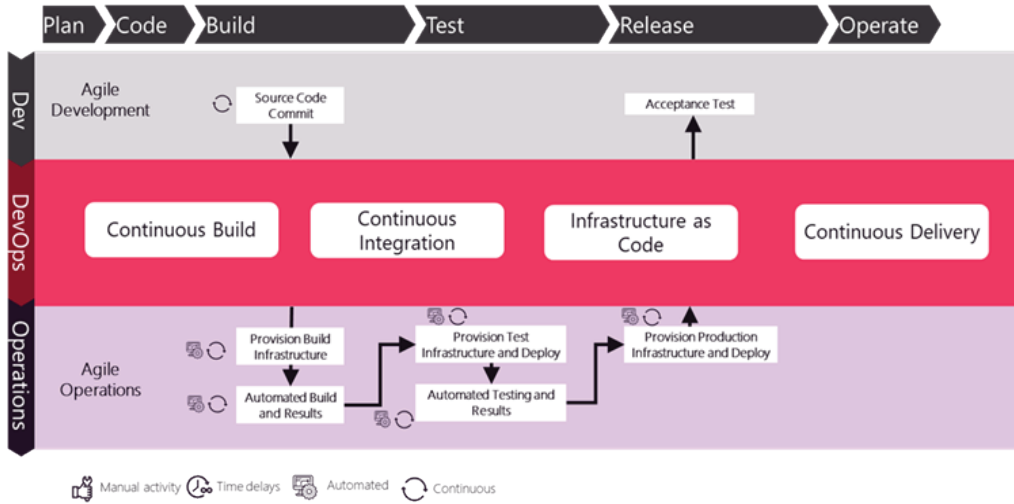 Plan
Code
Build
Test
Release
Operate
Dev
Agile
Development
Source Code
Commit
Acceptance Test
DevOps
Continuous Build
Continuous
Integration
Infrastructure as
Code
Continuous Delivery
Operations
Agile
Operations
Provision Build
Infrastructure
Automated Build
and Results
Provision Test
Infrastructure and Deploy
Automated Testing and
Results
Provision Production
Infrastructure and Deploy
Manual activity
Time delays
Automated
Continuous